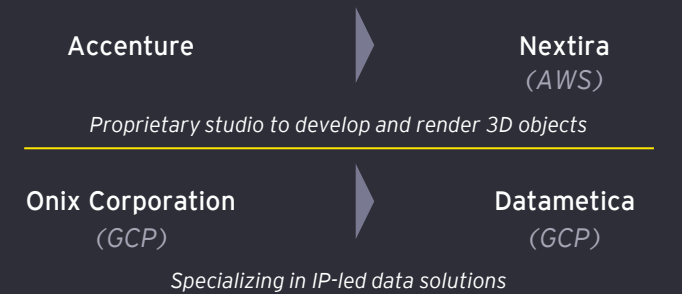 Accenture Nextira
(AWS)
Proprietary studio to develop and render 3D objects
Onix Corporation Datametica
(GCP) (GCP)
Specializing in IP-led data solutions